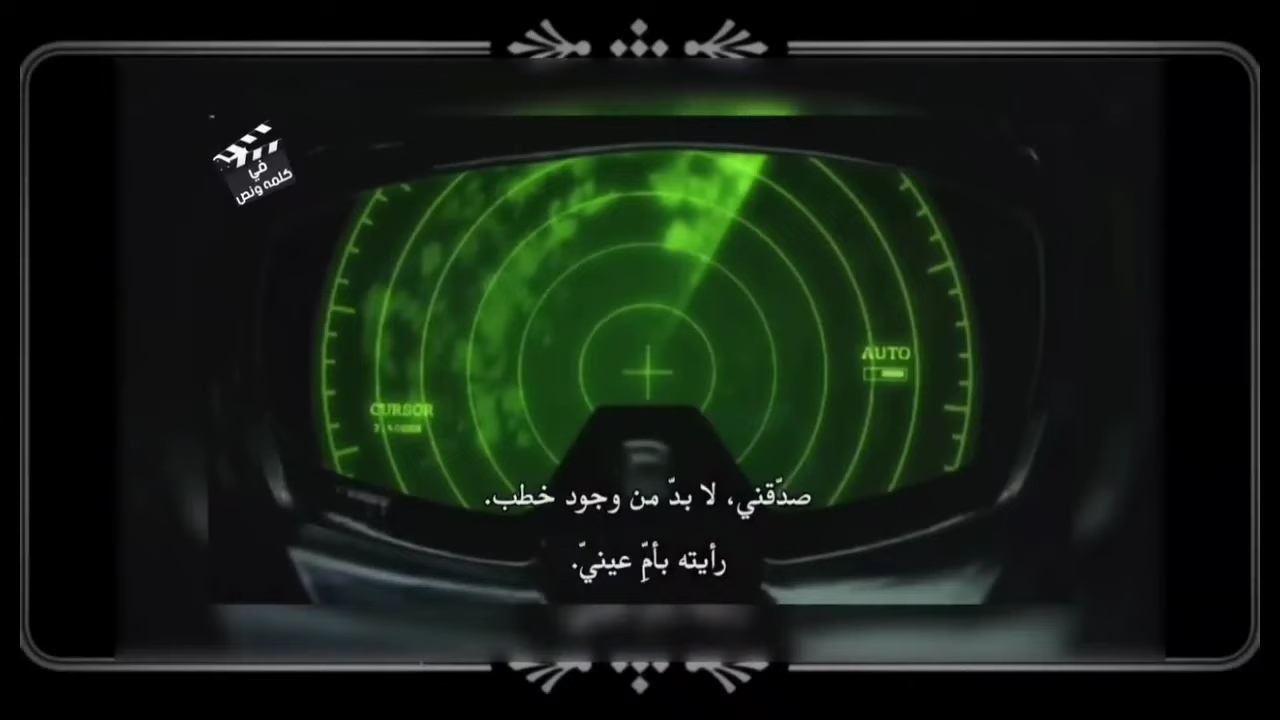 في
كلمه ونص
AUTO
CURSOR
صدّقني، لا بدّ من وجود خطب.
رأيته بأمِّ عينيّ.